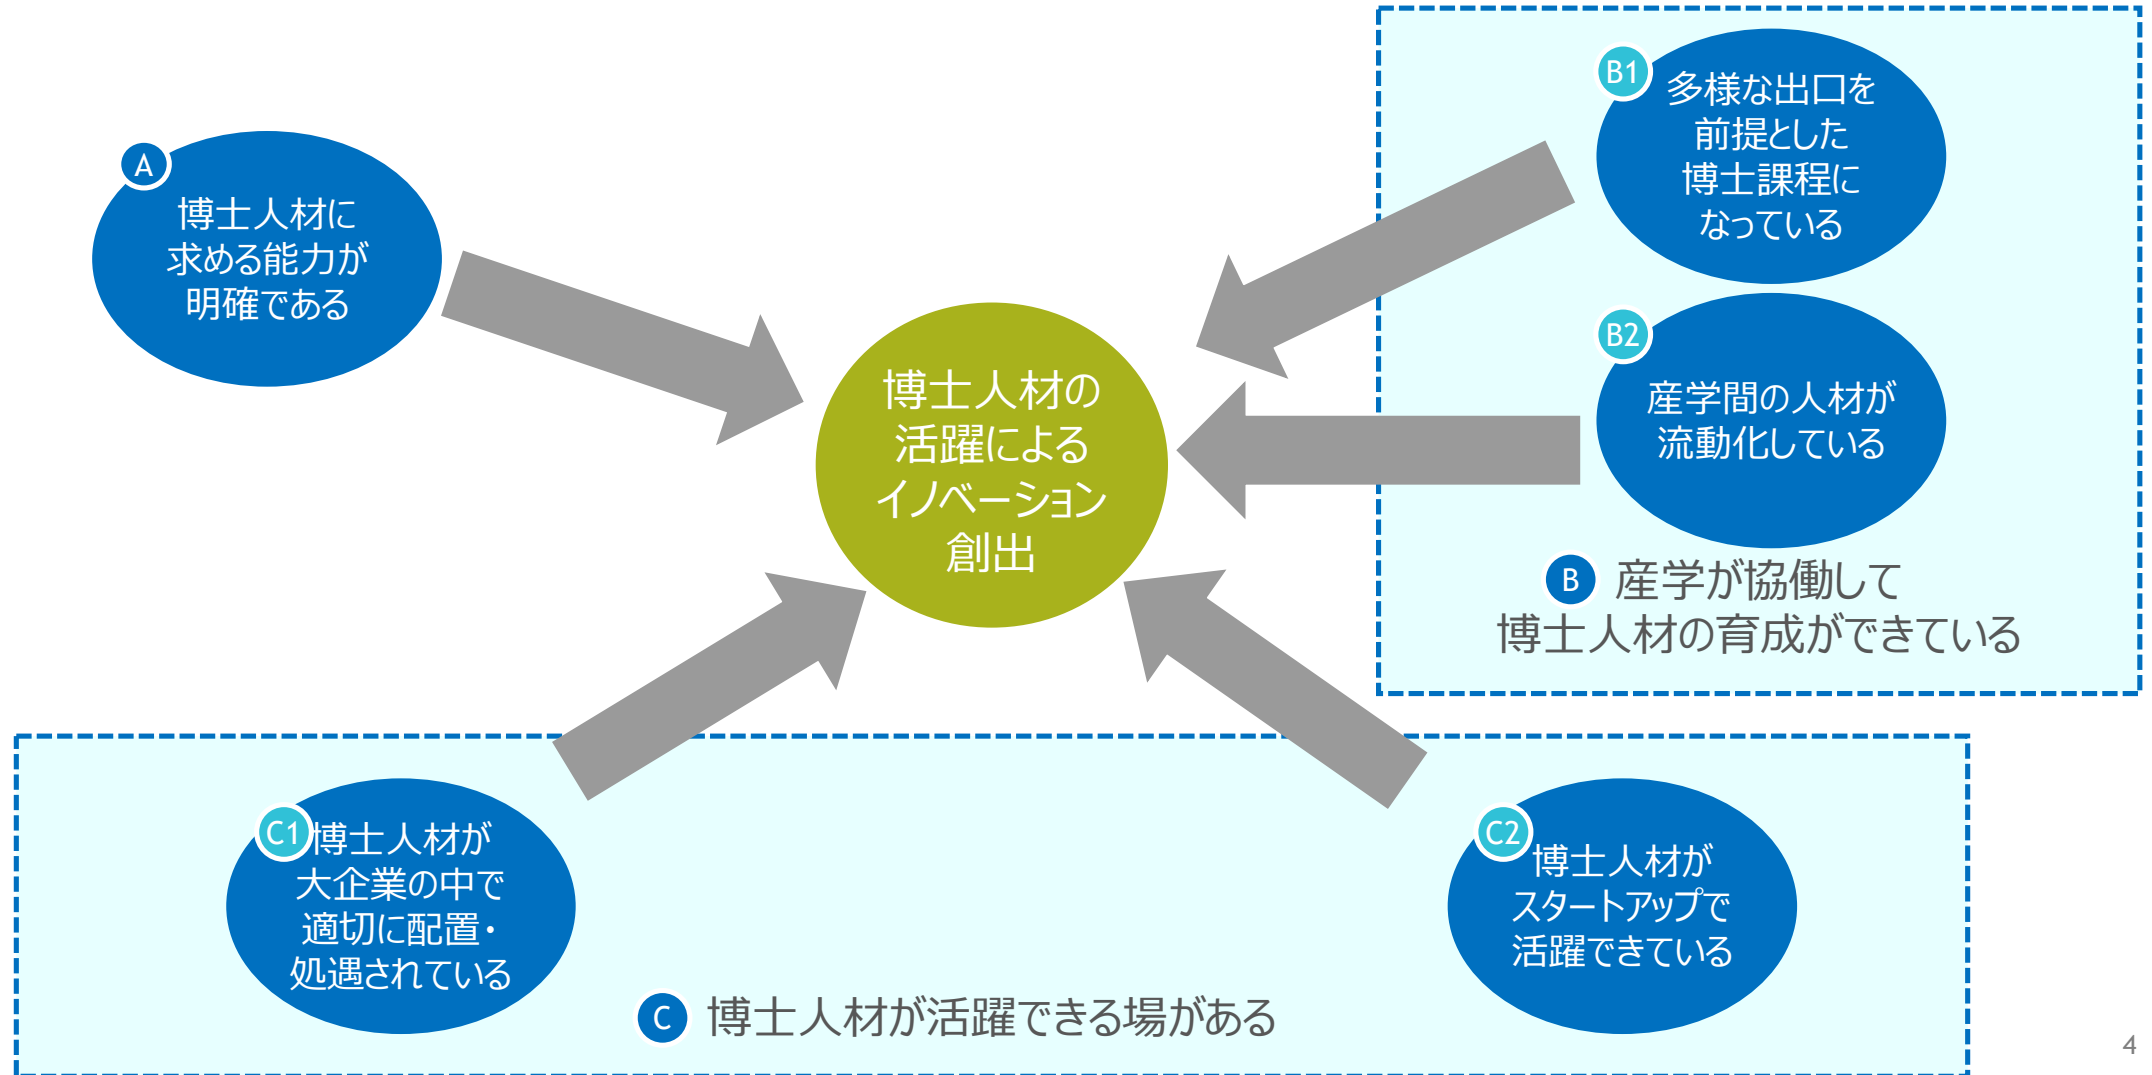 A
博士人材に
求める能力が
明確である
B1
多様な出口を
前提とした
博士課程に
なっている
B2
産学間の人材が
流動化している
B 産学が協働して
博士人材の育成ができている
博士人材の
活躍による
イノベーション
創出
C1
博士人材が
大企業の中で
適切に配置・
処遇されている
C2
博士人材が
スタートアップで
活躍できている
C 博士人材が活躍できる場がある
4